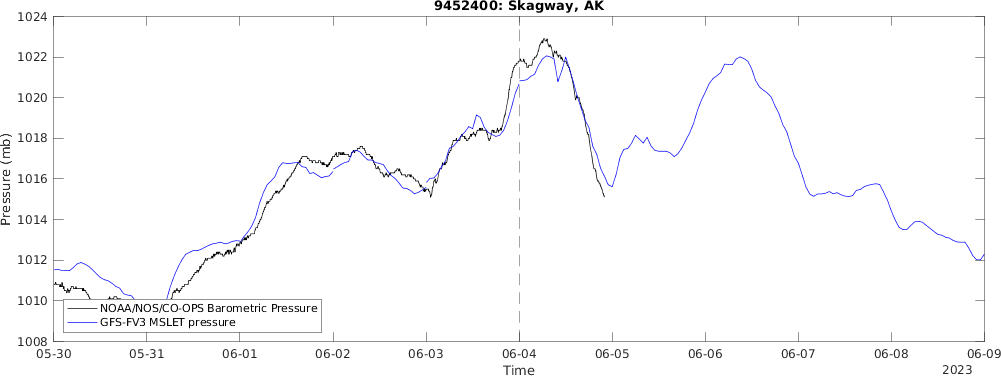 9452400: Skagway, AK
Pressure (mb)
1024
1022
1020
1018
1016
1014
1012
1010
1008
NOAA/NOS/CO-OPS Barometric Pressure
GFS-FV3 MSLET pressure
05-30 05-31 06-01 06-02 06-03 06-04 06-05 06-06 06-07 06-08 06-09
Time
2023